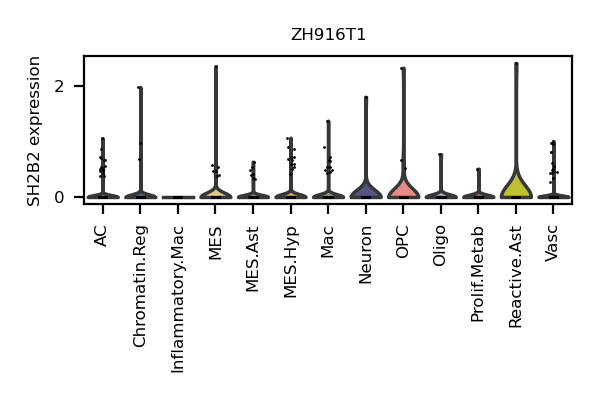 ZH916T1
SH2B2 expression
2
0
AC
Chromatin.Reg
Inflammatory.Mac
MES
MES.Ast
MES.Hyp
Mac
Neuron
OPC
Oligo
Prolif.Metab
Reactive.Ast
Vasc